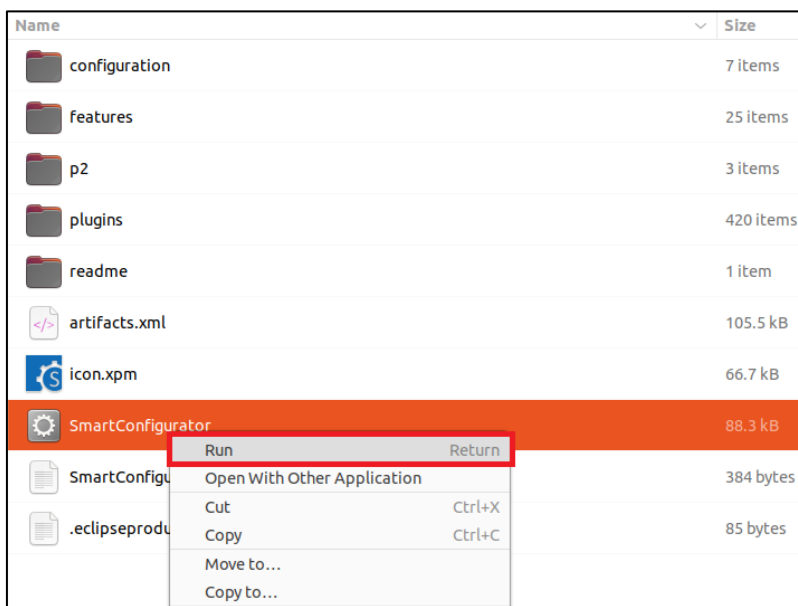 Name Size
configuration 7 items
features 25 items
p2 3 items
plugins 420 items
readme 1 item
</> artifacts.xml 105.5 kB
S icon.xpm 66.7 kB
SmartConfigurator 88.3 kB
Run Return
SmartConfigu 384 bytes
Open With Other Application
Cut Ctrl+X
.eclipseprodu 85 bytes
Copy Ctrl+C
Move to...
Copy to...